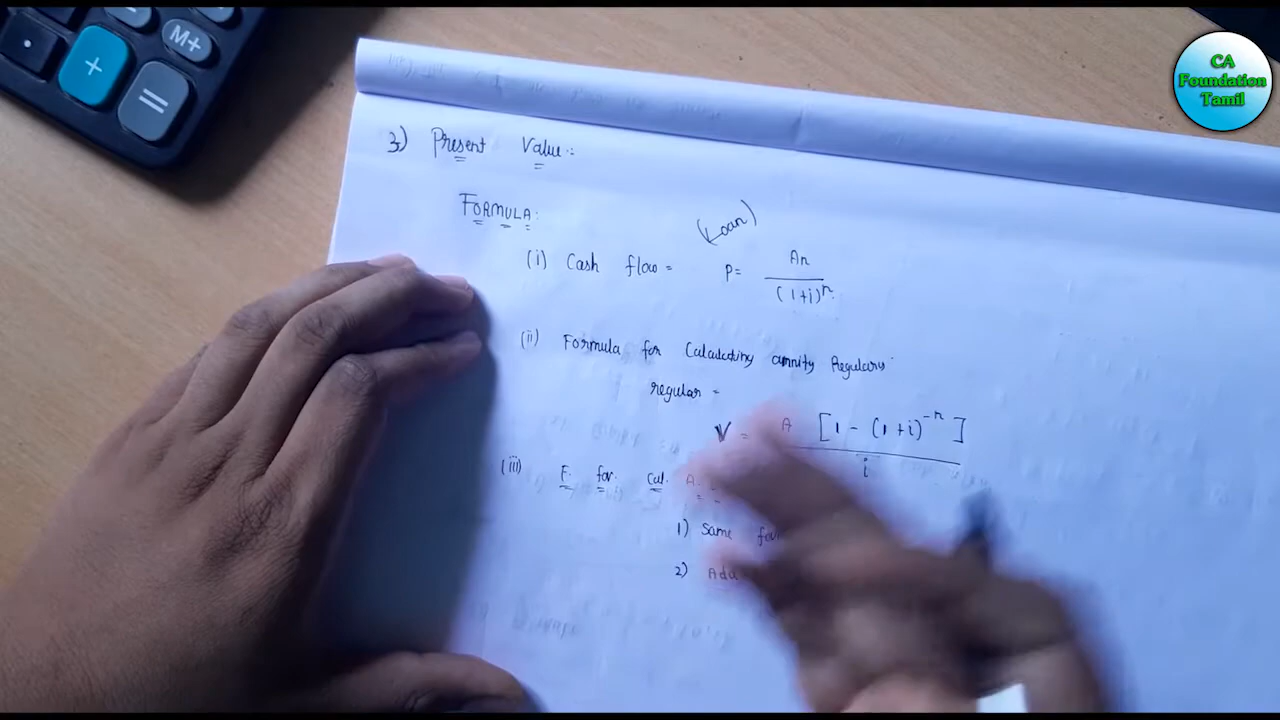 CA
Foundation
Tamil
M+
+
=
3) Present Value:-
FORMULA:
(Loan)
(i) Cash flow = P= An / (1+i)^n
(ii) Formula for Calculating annity Regular
regular =
V = A [1 - (1+i)^-n] / i
(iii) F. for. Cal. A.
1) Same
2)